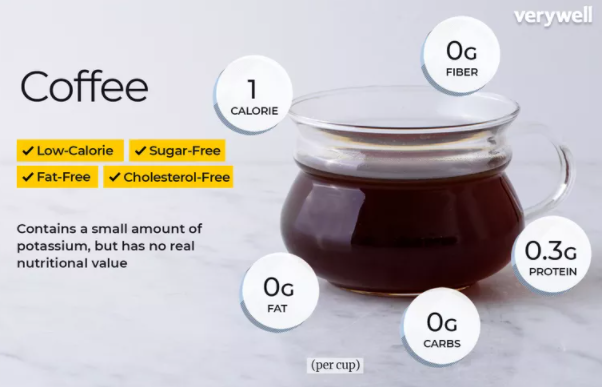 verywell
Coffee
1
CALORIE
0G
FIBER
✓ Low-Calorie
✓ Sugar-Free
✓ Fat-Free
✓ Cholesterol-Free
Contains a small amount of
potassium, but has no real
nutritional value
0.3G
PROTEIN
0G
FAT
0G
CARBS
(per cup)